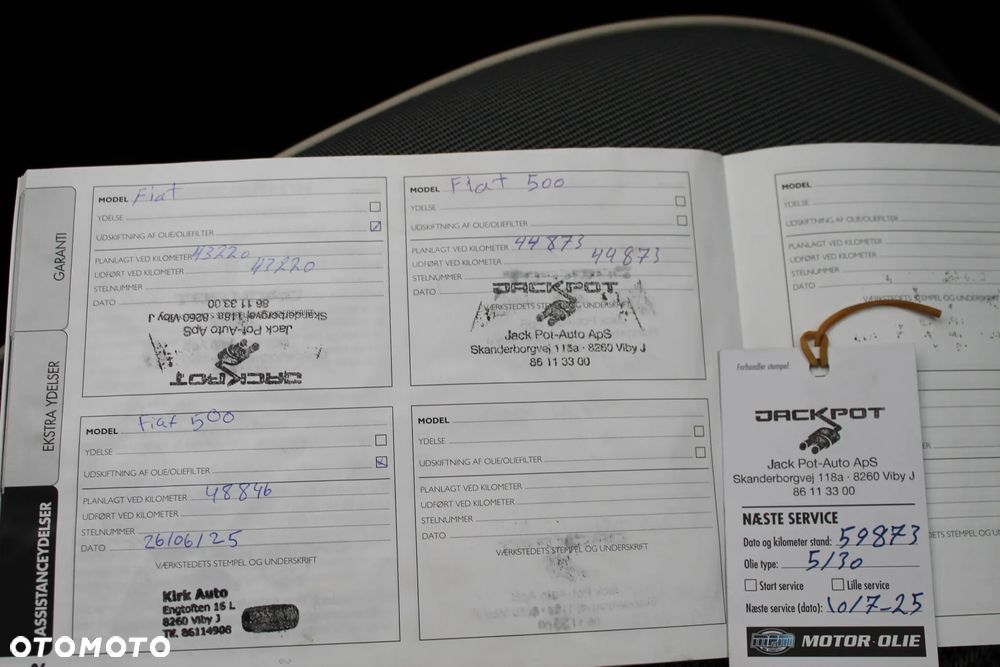 GARANTI
EKSTRA YDELSER
ASSISTANCEYDELSER
MODEL Fiat
YDELSE
UDSKIFTNING AF OLIE/OLIEFILTER
PLANLAGT VED KILOMETER 43220
UDFØRT VED KILOMETER 43220
STELNUMMER
DATO
86 11 33 00
Skanderborgvej 118a · 8260 Viby J
Jack Pot-Auto ApS
JACKPOT
MODEL Fiat 500
YDELSE
UDSKIFTNING AF OLIE/OLIEFILTER
PLANLAGT VED KILOMETER 44873
UDFØRT VED KILOMETER 44873
STELNUMMER
DATO
VÆRKSTEDETS STEMPEL OG UNDERSKRIFT
JACKPOT
Jack Pot-Auto ApS
Skanderborgvej 118a · 8260 Viby J
86 11 33 00
MODEL
YDELSE
UDSKIFTNING AF OLIE/OLIEFILTER
PLANLAGT VED KILOMETER
UDFØRT VED KILOMETER
STELNUMMER
DATO
VÆRKSTEDETS STEMPEL OG UNDERSKRIFT
MODEL Fiat 500
YDELSE
UDSKIFTNING AF OLIE/OLIEFILTER
PLANLAGT VED KILOMETER 48846
UDFØRT VED KILOMETER
STELNUMMER
DATO 26/06/25
VÆRKSTEDETS STEMPEL OG UNDERSKRIFT
Kirk Auto
Engtoften 16 L
8260 Viby J
Tlf. 86114906
MODEL
YDELSE
UDSKIFTNING AF OLIE/OLIEFILTER
PLANLAGT VED KILOMETER
UDFØRT VED KILOMETER
STELNUMMER
DATO
VÆRKSTEDETS STEMPEL OG UNDERSKRIFT
Forhandler stempel
JACKPOT
Jack Pot-Auto ApS
Skanderborgvej 118a · 8260 Viby J
86 11 33 00
NÆSTE SERVICE
Dato og kilometer stand: 59873
Olie type: 5/30
Stort service Lille service
Næste service (dato): 10/7-25
MOTOR·OLIE
OTOMOTO